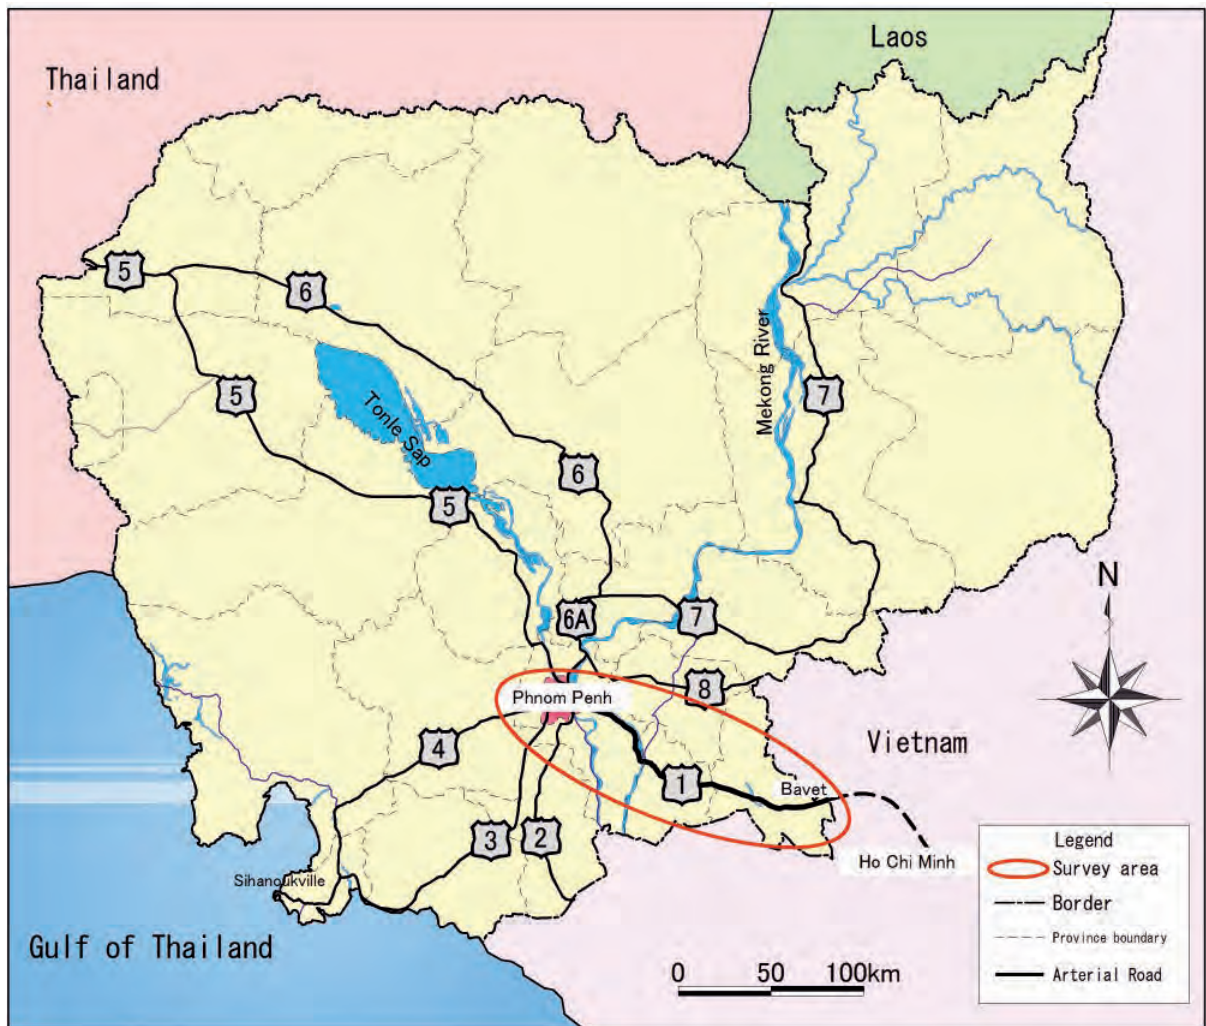 Laos
Thailand
5
6
Mekong River
5
7
Tonle Sap
6
5
N
6A
7
8
Phnom Penh
4
Vietnam
1
Bavet
3
2
Legend
Ho Chi Minh
Survey area
Sihanoukville
Border
Gulf of Thailand
Province boundary
0 50 100km
Arterial Road